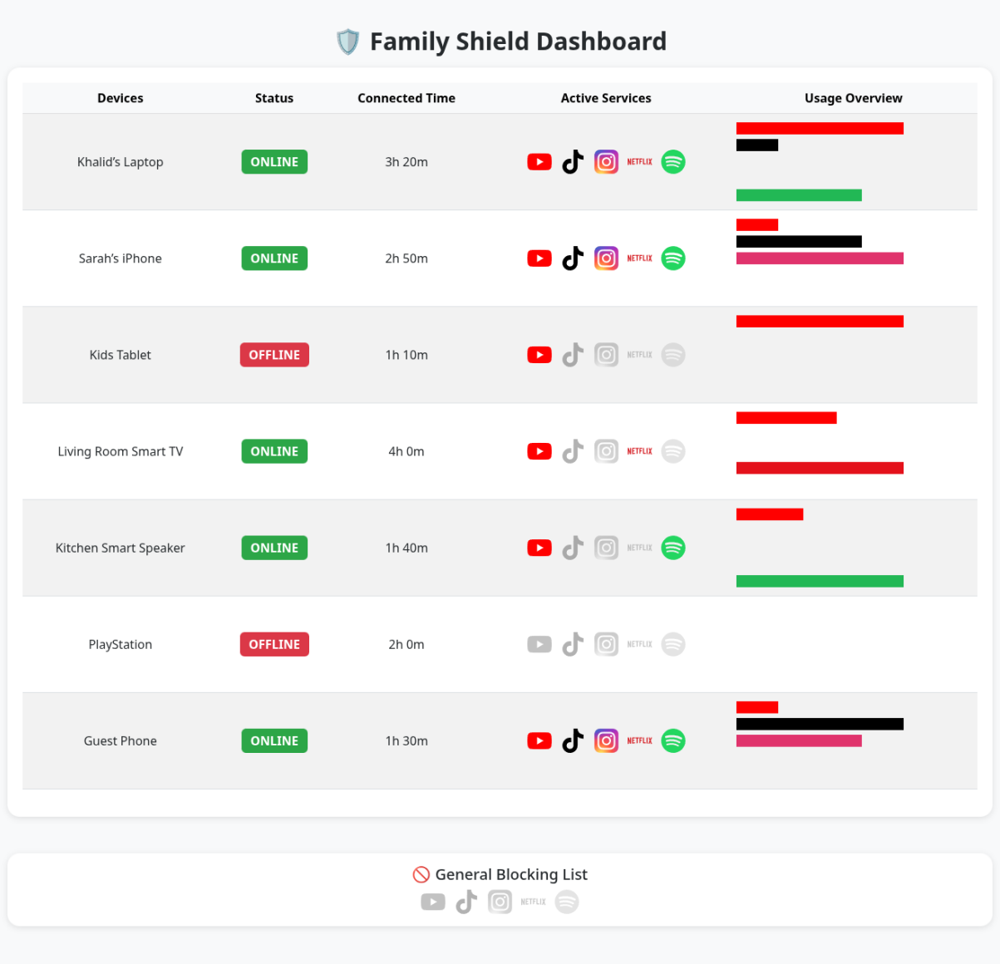 Family Shield Dashboard
Devices Status Connected Time Active Services Usage Overview
Khalid’s Laptop ONLINE 3h 20m NETFLIX
Sarah’s iPhone ONLINE 2h 50m NETFLIX
Kids Tablet OFFLINE 1h 10m NETFLIX
Living Room Smart TV ONLINE 4h 0m NETFLIX
Kitchen Smart Speaker ONLINE 1h 40m NETFLIX
PlayStation OFFLINE 2h 0m NETFLIX
Guest Phone ONLINE 1h 30m NETFLIX
General Blocking List
NETFLIX